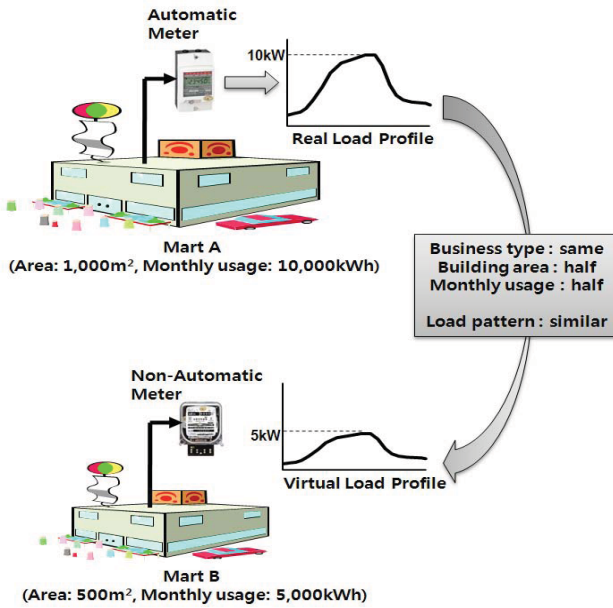 Automatic
Meter
10kW
Real Load Profile
Mart A
(Area: 1,000m², Monthly usage: 10,000kWh)
Business type : same
Building area : half
Monthly usage : half
Load pattern : similar
Non-Automatic
Meter
5kW
Virtual Load Profile
Mart B
(Area: 500m², Monthly usage: 5,000kWh)